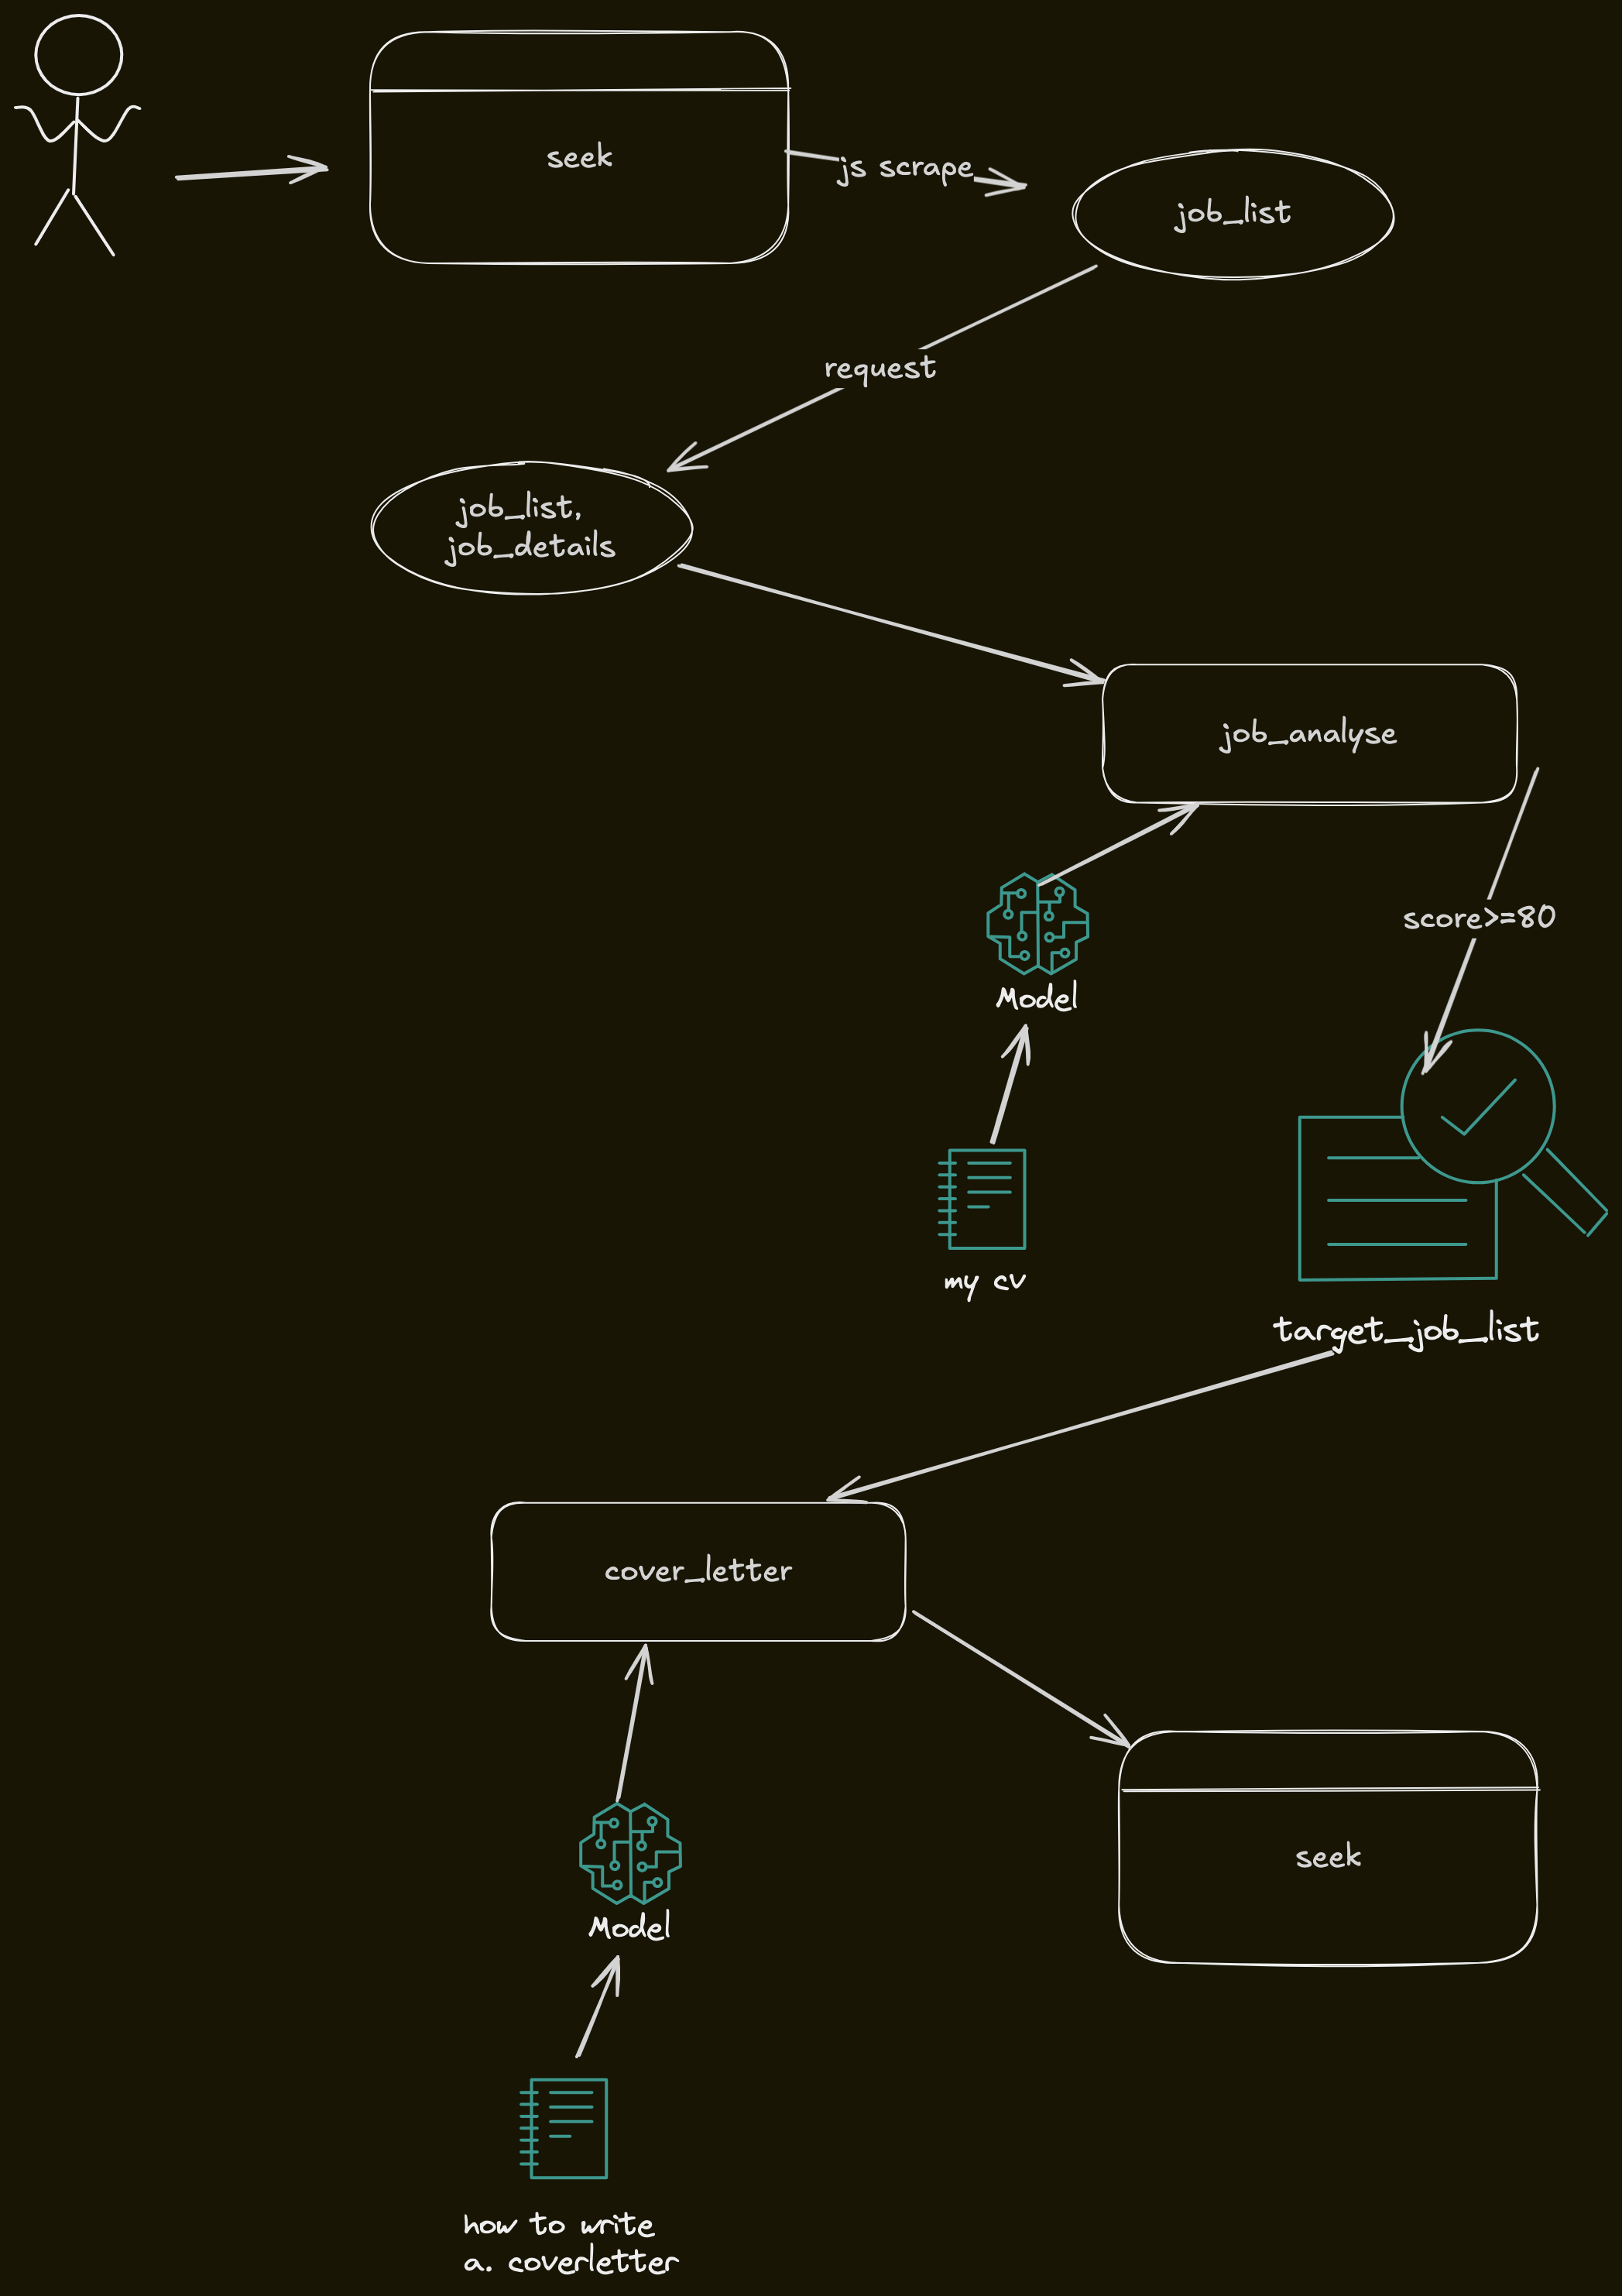 seek
js scrape
job_list
request
job_list,
job_details
job_analyse
score>=80
Model
my cv
target_job_list
cover_letter
seek
Model
how to write
a. coverletter